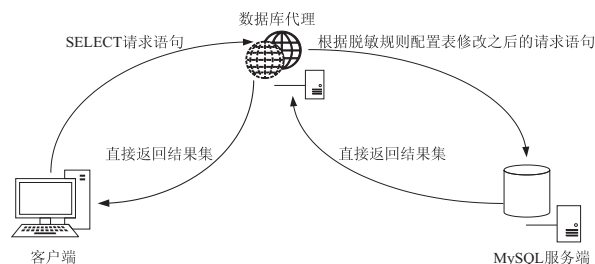 数据库代理
SELECT请求语句
根据脱敏规则配置表修改之后的请求语句
直接返回结果集
直接返回结果集
客户端
MySQL服务端